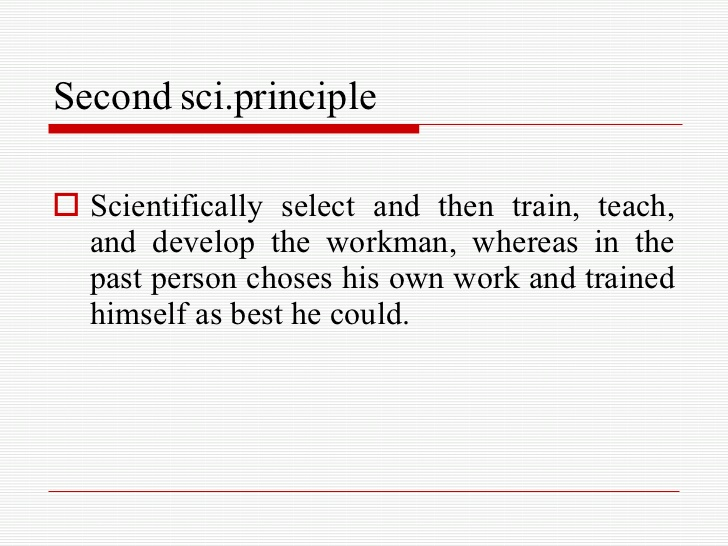 Second sci.principle
Scientifically select and then train, teach,
and develop the workman, whereas in the
past person choses his own work and trained
himself as best he could.